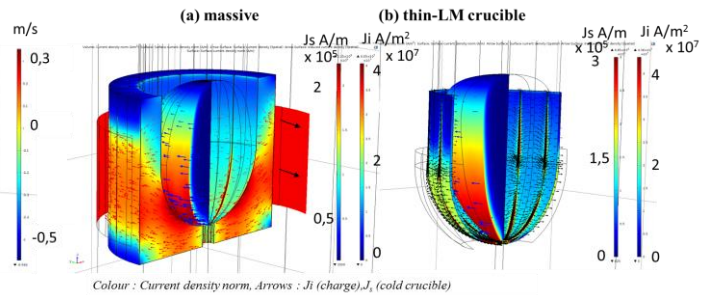 (a) massive
(b) thin-LM crucible
m/s
Js A/m
Ji A/m²
x 10⁵
x 10⁷
0,3
0
-0,5
2
0,5
4
2
0
Js A/m
Ji A/m²
x 10⁵
x 10⁷
3
1,5
0
4
2
0
Colour : Current density norm, Arrows : Ji (charge),Jₛ (cold crucible)